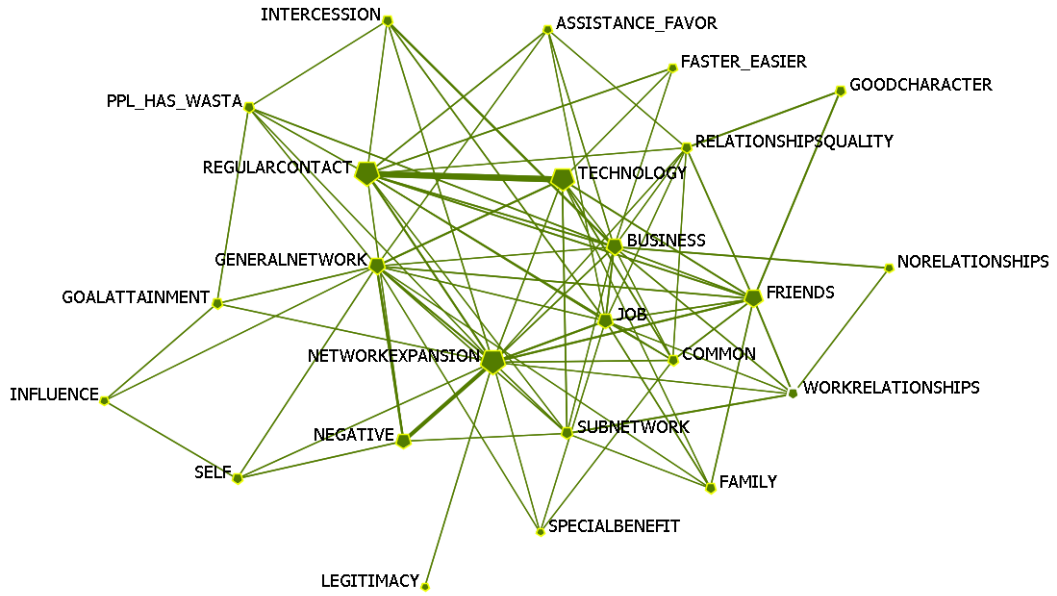 INTERCESSION
ASSISTANCE_FAVOR
FASTER_EASIER
GOODCHARACTER
PPL_HAS_WASTA
RELATIONSHIPSQUALITY
REGULARCONTACT
TECHNOLOGY
BUSINESS
GENERALNETWORK
NORELATIONSHIPS
FRIENDS
GOALATTAINMENT
JOB
NETWORKEXPANSION
COMMON
WORKRELATIONSHIPS
INFLUENCE
SUBNETWORK
NEGATIVE
SELF
FAMILY
SPECIALBENEFIT
LEGITIMACY